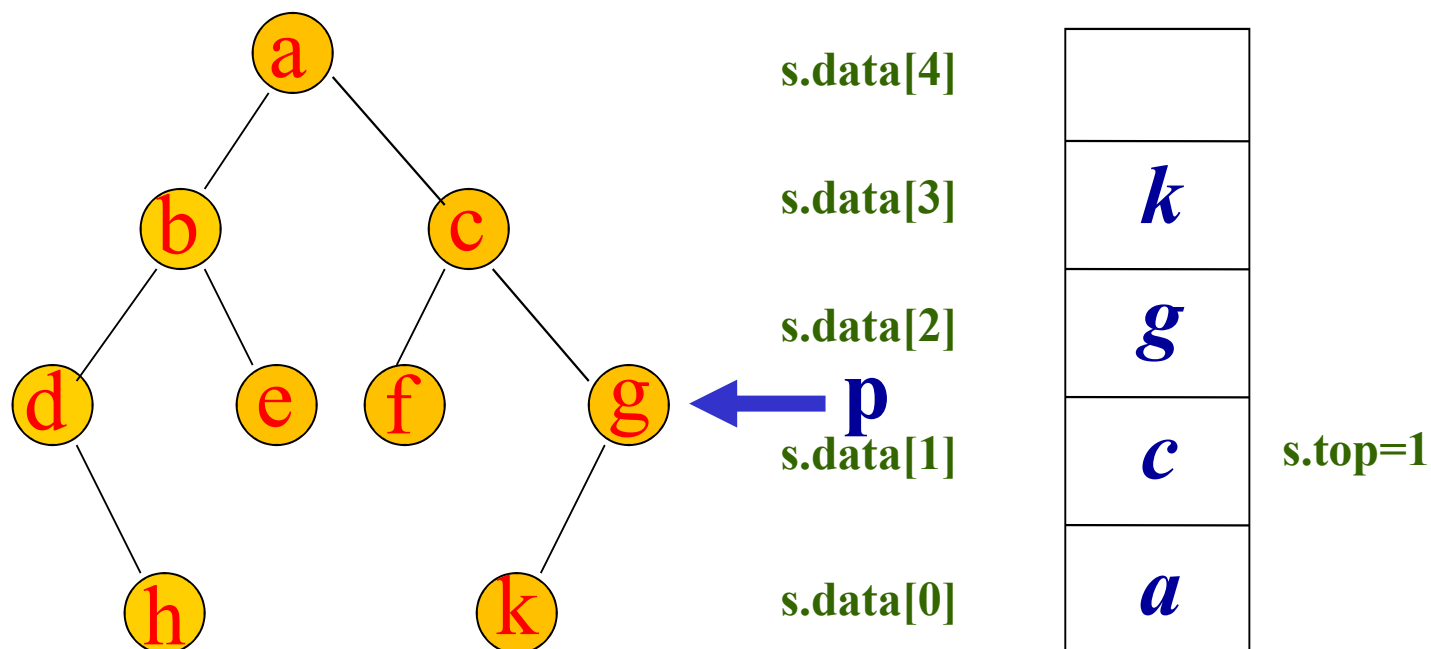 a
b c
d e f g
h k
p
s.data[4]
s.data[3] k
s.data[2] g
s.data[1] c s.top=1
s.data[0] a